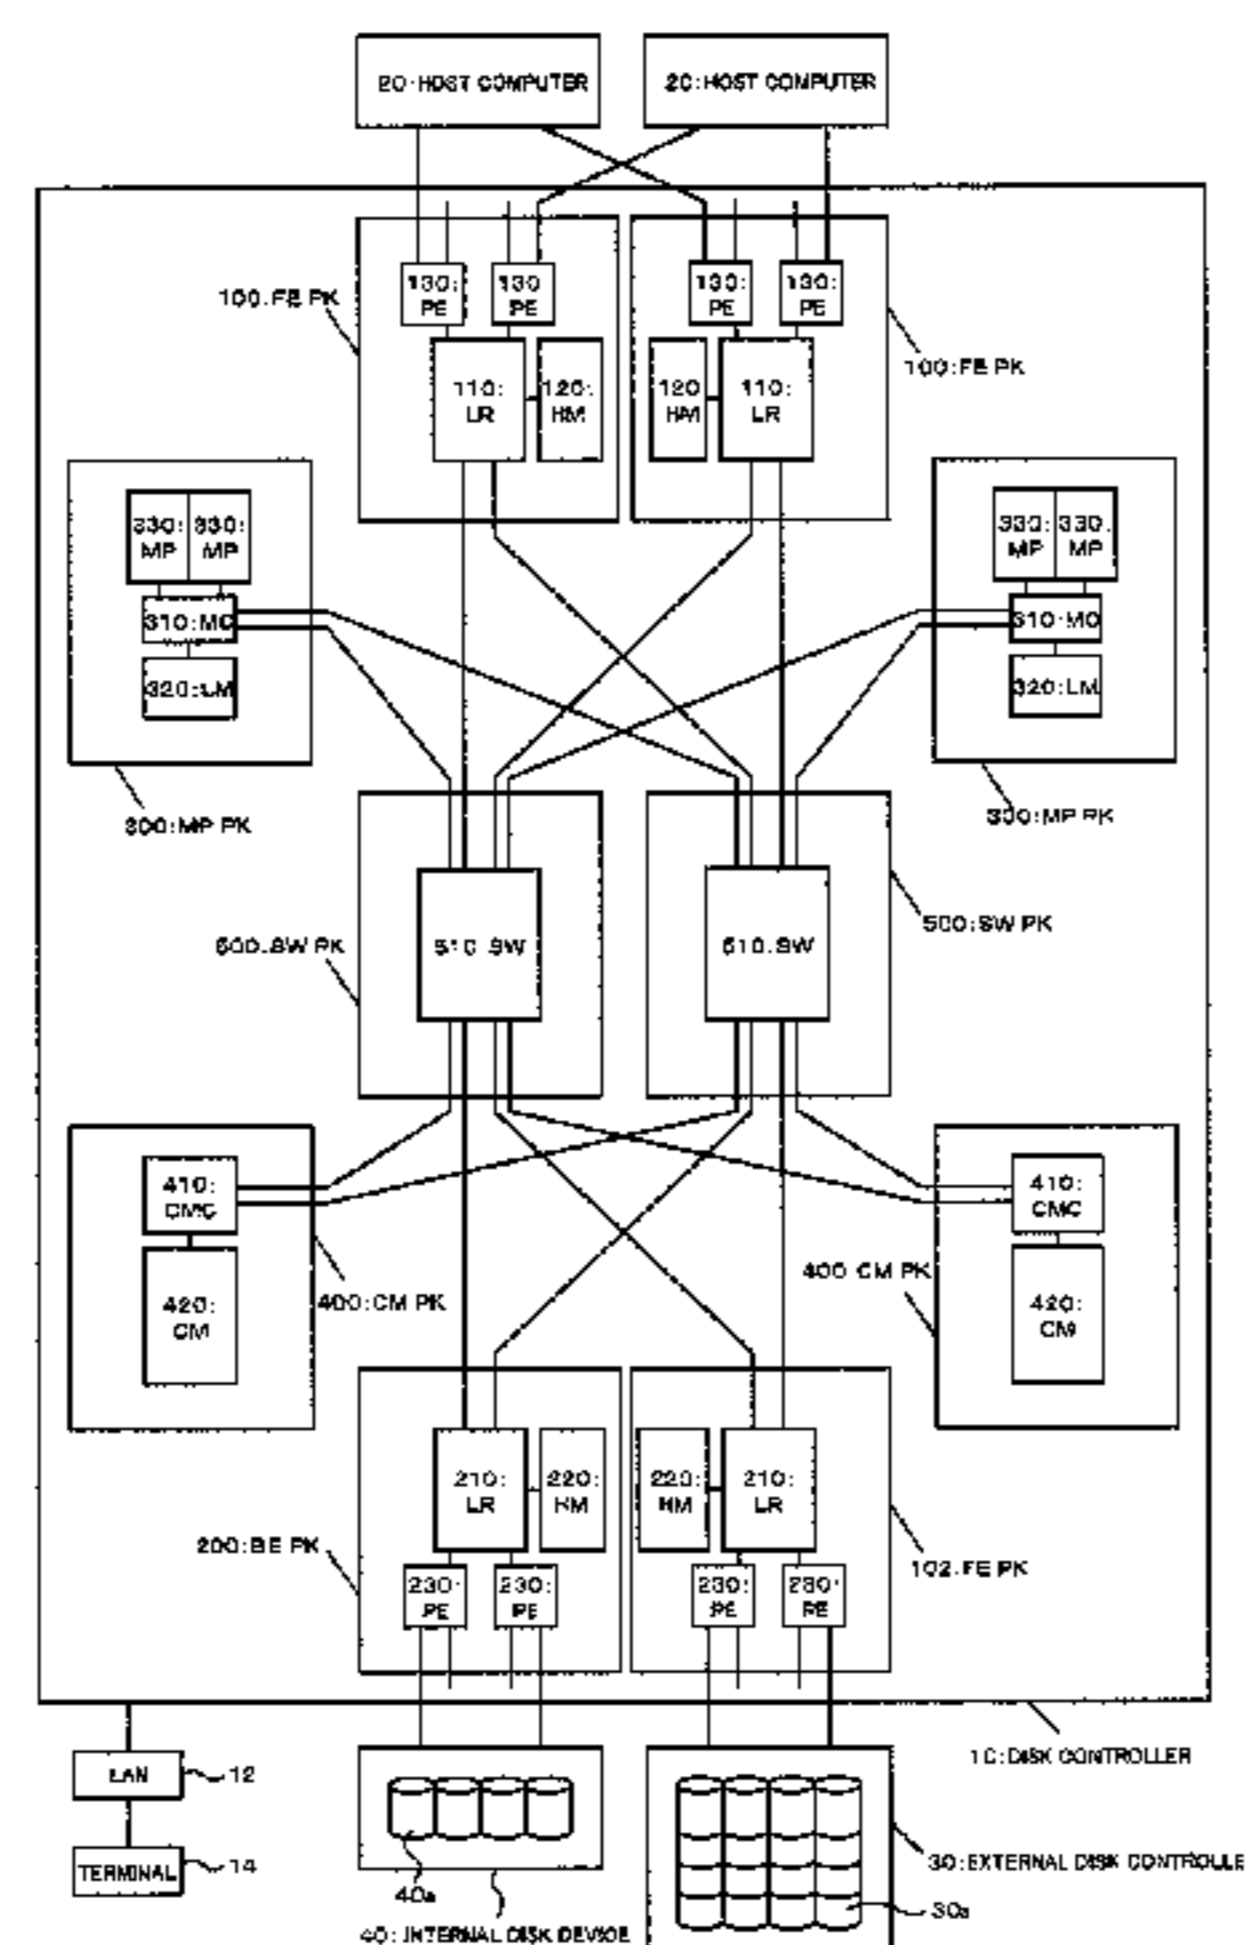 20:HOST COMPUTER
20:HOST COMPUTER
130:
PE
130
PE
130:
PE
130:
PE
100.FE PK
100:FE PK
110:
LR
120:
HM
120
HM
110:
LR
330:
MP
330:
MP
330:
MP
330.
MP
310:MC
310:MC
320:LM
320:LM
300:MP PK
300:MP PK
500:SW PK
500.SW PK
510.SW
510.SW
410:
CMC
410:
CMC
400:CM PK
400 CM PK
420:
CM
420:
CM
210:
LR
220:
HM
220:
HM
210:
LR
200:BE PK
102.FE PK
230:
PE
230:
PE
230:
PE
230:
PE
10:DISK CONTROLLER
LAN
12
TERMINAL
14
40a
40: INTERNAL DISK DEVICE
30:EXTERNAL DISK CONTROLLE
30a